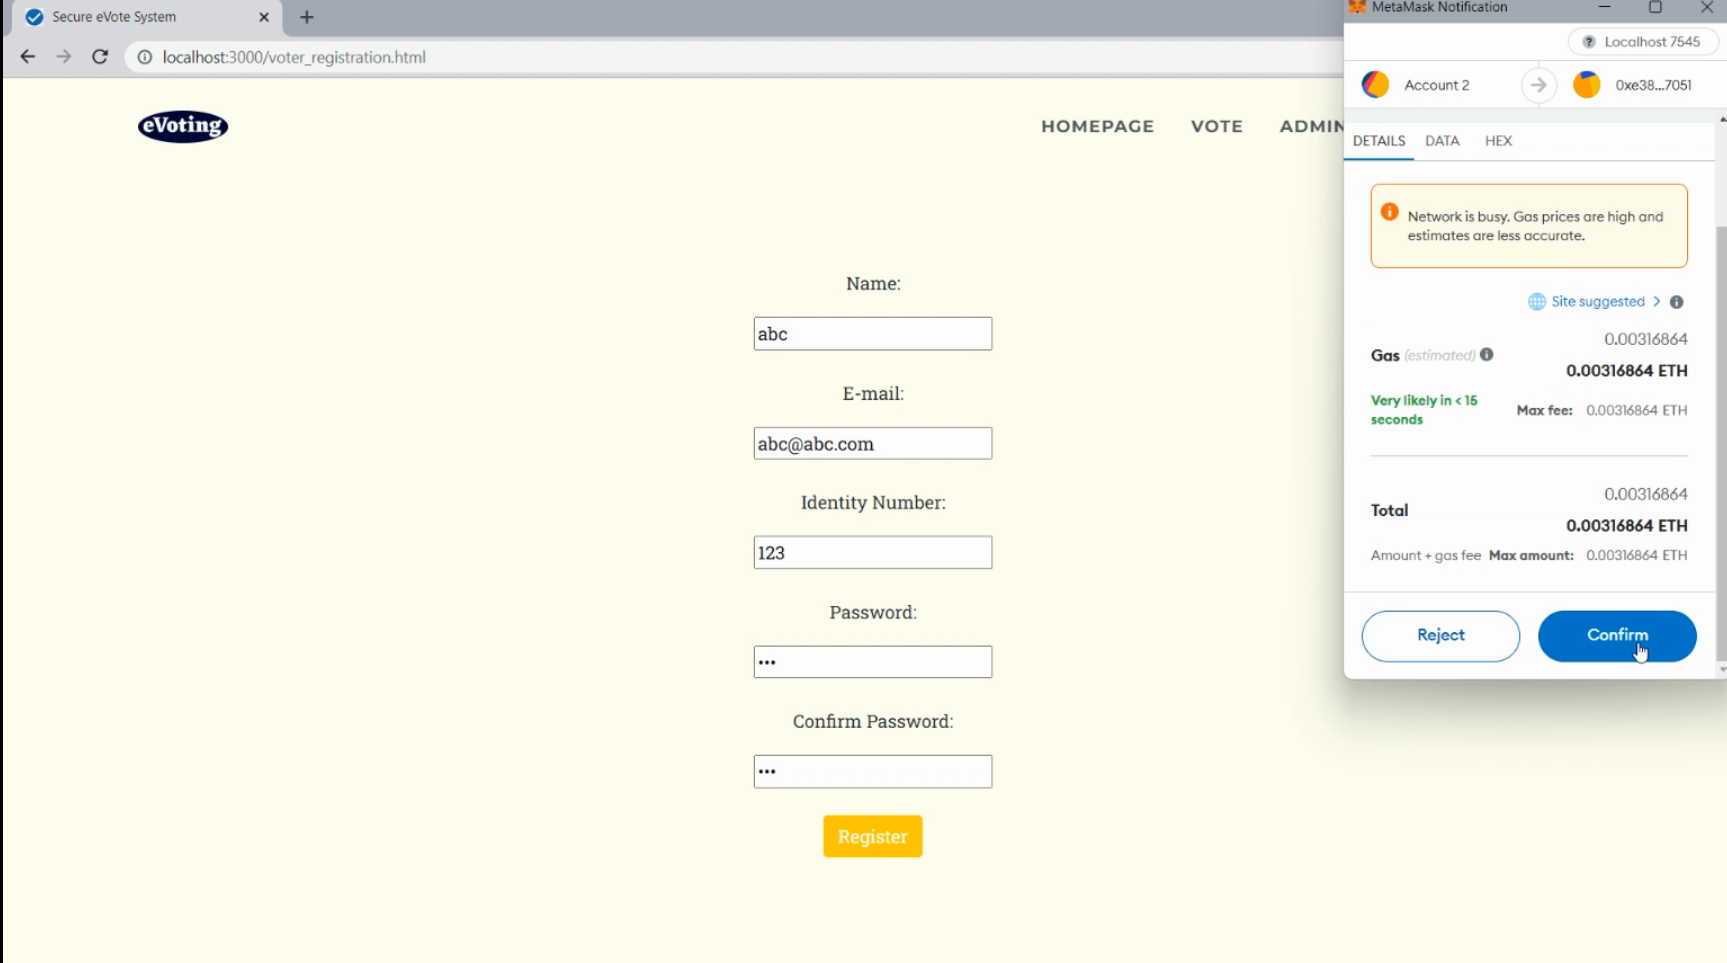 Secure eVote System
localhost:3000/voter_registration.html
eVoting
HOMEPAGE VOTE ADMIN
Name:
abc
E-mail:
abc@abc.com
Identity Number:
123
Password:
•••
Confirm Password:
•••
Register
MetaMask Notification
Localhost 7545
Account 2
0xe38...7051
DETAILS DATA HEX
Network is busy. Gas prices are high and
estimates are less accurate.
Site suggested >
0.00316864
Gas (estimated)
0.00316864 ETH
Very likely in < 15
seconds
Max fee: 0.00316864 ETH
0.00316864
Total
0.00316864 ETH
Amount + gas fee Max amount: 0.00316864 ETH
Reject
Confirm